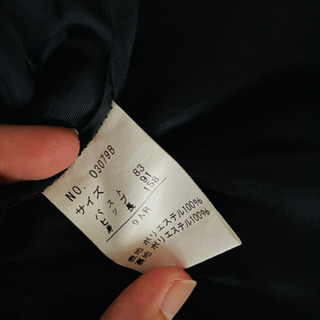 NO. 030798
サイズ
バスト 83
ヒップ 91
身長 158
9AR
表地 ポリエステル100%
裏地 ポリエステル100%